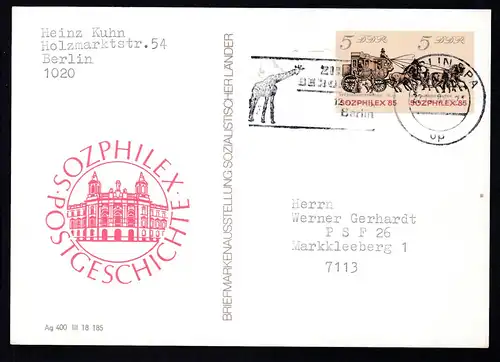 Heinz Kuhn
Holzmarktstr.54
Berlin
1020
5 DDR
5 DDR
SOZPHILEX'85
SOZPHILEX'85
Berlin
SOZPHILEX·
POSTGESCHICHTE·
BRIEFMARKENAUSSTELLUNG SOZIALISTISCHER LÄNDER
Herrn
Werner Gerhardt
P S F 26
Markkleeberg 1
7113
Ag 400 III 18 185